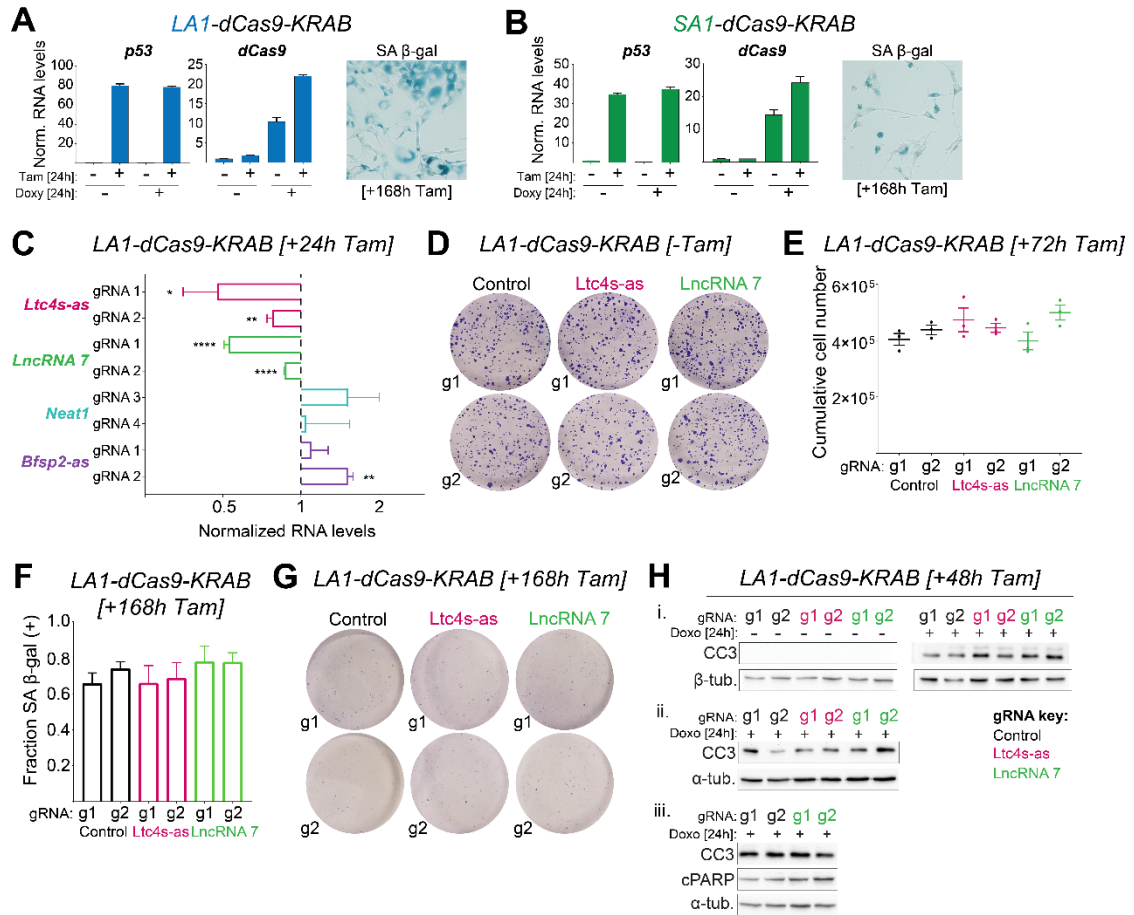 A LA1-dCas9-KRAB
p53 dCas9 SA β-gal
Norm. RNA levels
100 80 60 40 20 0
25 20 15 10 5 0
Tam [24h]: - + - + - + - +
Doxy [24h]: - + - +
[+168h Tam]
B SA1-dCas9-KRAB
p53 dCas9 SA β-gal
Norm. RNA levels
50 40 30 20 10 0
30 20 10 0
Tam [24h]: - + - + - + - +
Doxy [24h]: - + - +
[+168h Tam]
C LA1-dCas9-KRAB [+24h Tam]
Ltc4s-as
gRNA 1 *
gRNA 2 **
LncRNA 7
gRNA 1 ****
gRNA 2 ****
Neat1
gRNA 3
gRNA 4
Bfsp2-as
gRNA 1
gRNA 2 **
0.5 1 2
Normalized RNA levels
D LA1-dCas9-KRAB [-Tam]
Control Ltc4s-as LncRNA 7
g1 g1 g1
g2 g2 g2
E LA1-dCas9-KRAB [+72h Tam]
Cumulative cell number
6×10⁵
4×10⁵
2×10⁵
gRNA: g1 g2 g1 g2 g1 g2
Control Ltc4s-as LncRNA 7
F LA1-dCas9-KRAB
[+168h Tam]
Fraction SA β-gal (+)
1.0
0.8
0.6
0.4
0.2
0
gRNA: g1 g2 g1 g2 g1 g2
Control Ltc4s-as LncRNA 7
G LA1-dCas9-KRAB [+168h Tam]
Control Ltc4s-as LncRNA 7
g1 g1 g1
g2 g2 g2
H LA1-dCas9-KRAB [+48h Tam]
i. gRNA: g1 g2 g1 g2 g1 g2 g1 g2 g1 g2 g1 g2
Doxo [24h]: - - - - - - + + + + + +
CC3
β-tub.
ii. gRNA: g1 g2 g1 g2 g1 g2
Doxo [24h]: + + + + + +
CC3
α-tub.
gRNA key:
Control
Ltc4s-as
LncRNA 7
iii. gRNA: g1 g2 g1 g2
Doxo [24h]: + + + +
CC3
cPARP
α-tub.